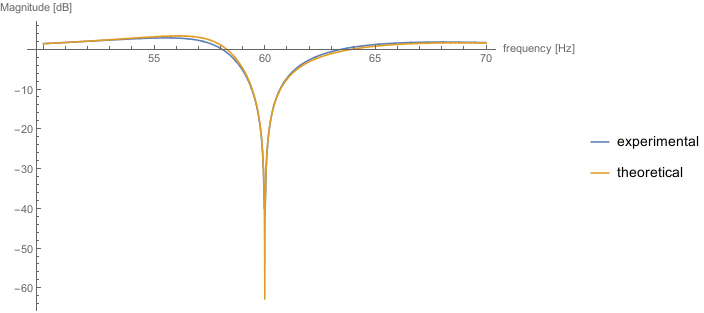 Magnitude [dB]
55 60 65 70 frequency [Hz]
-10
-20
-30
-40
-50
-60
experimental
theoretical